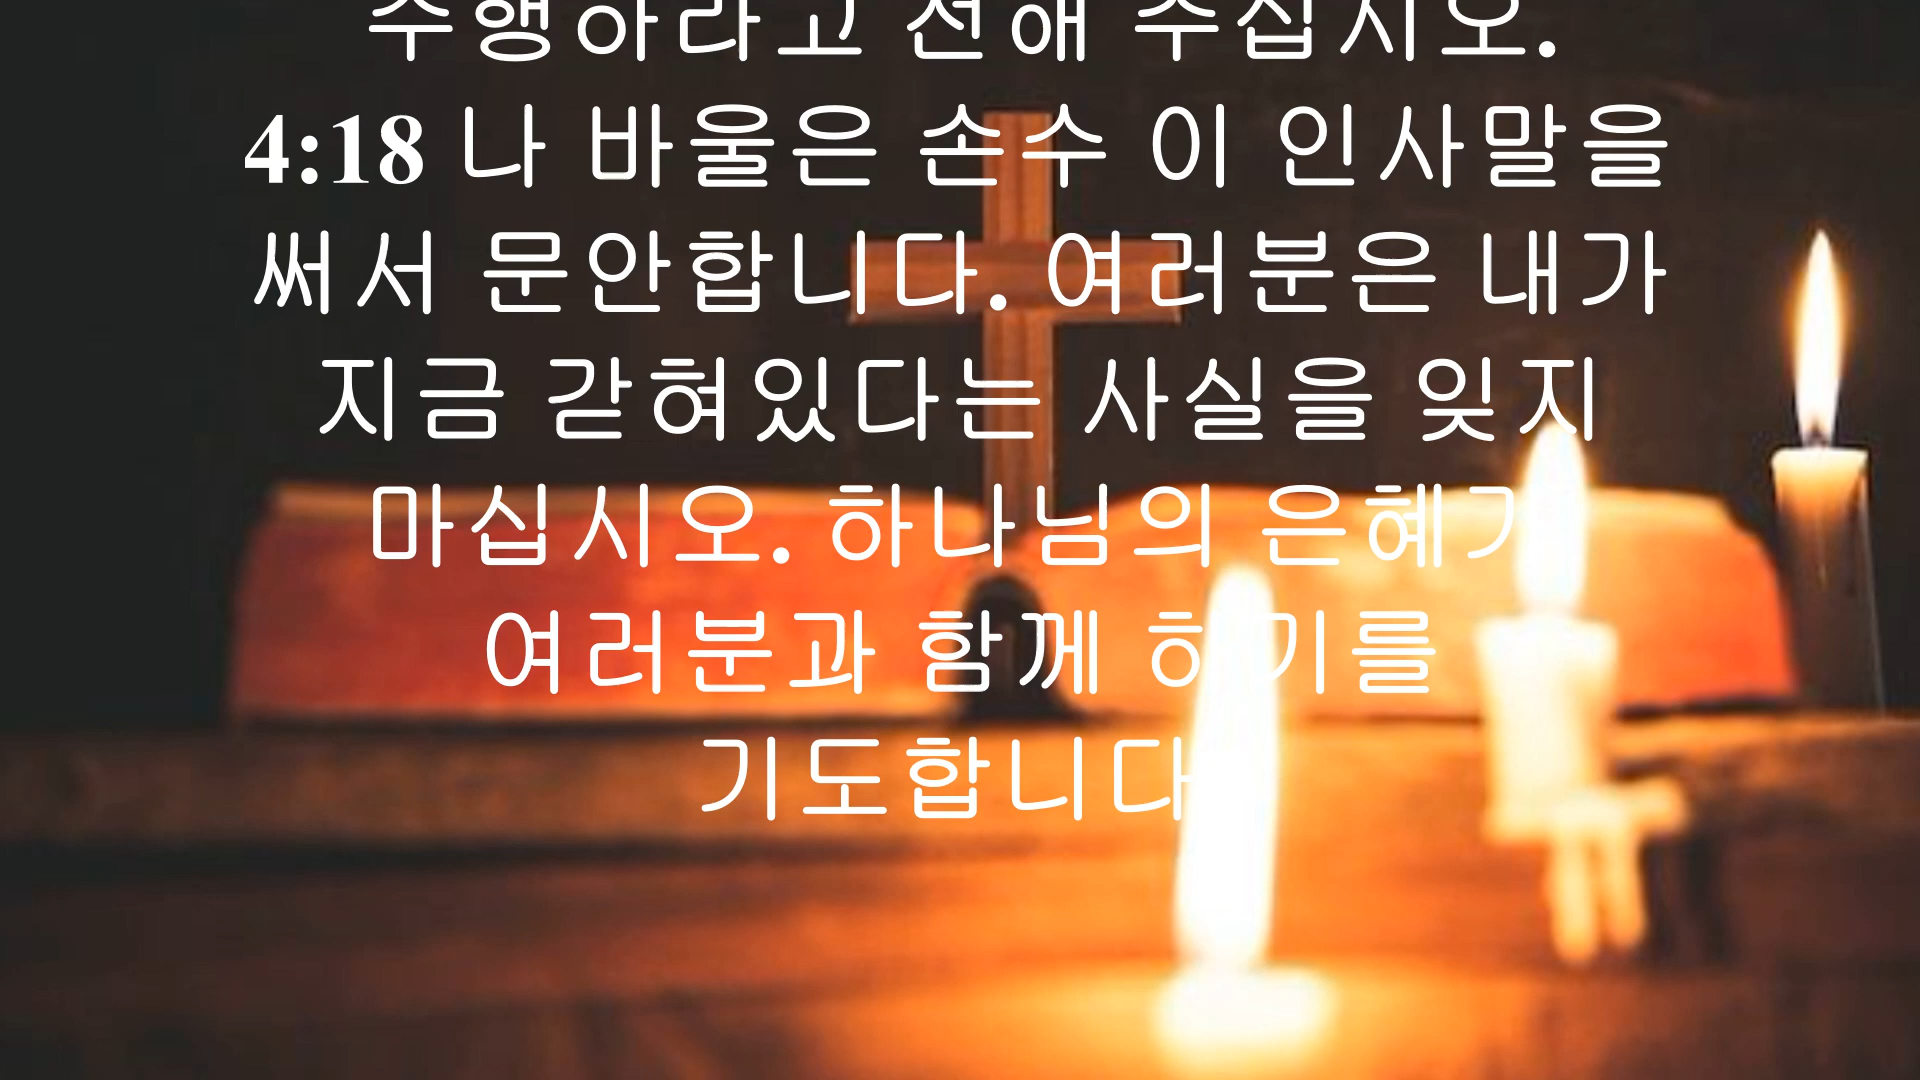 수행하라고 전해 주십시오.
4:18 나 바울은 손수 이 인사말을
써서 문안합니다. 여러분은 내가
지금 갇혀있다는 사실을 잊지
마십시오. 하나님의 은혜가
여러분과 함께 하기를
기도합니다